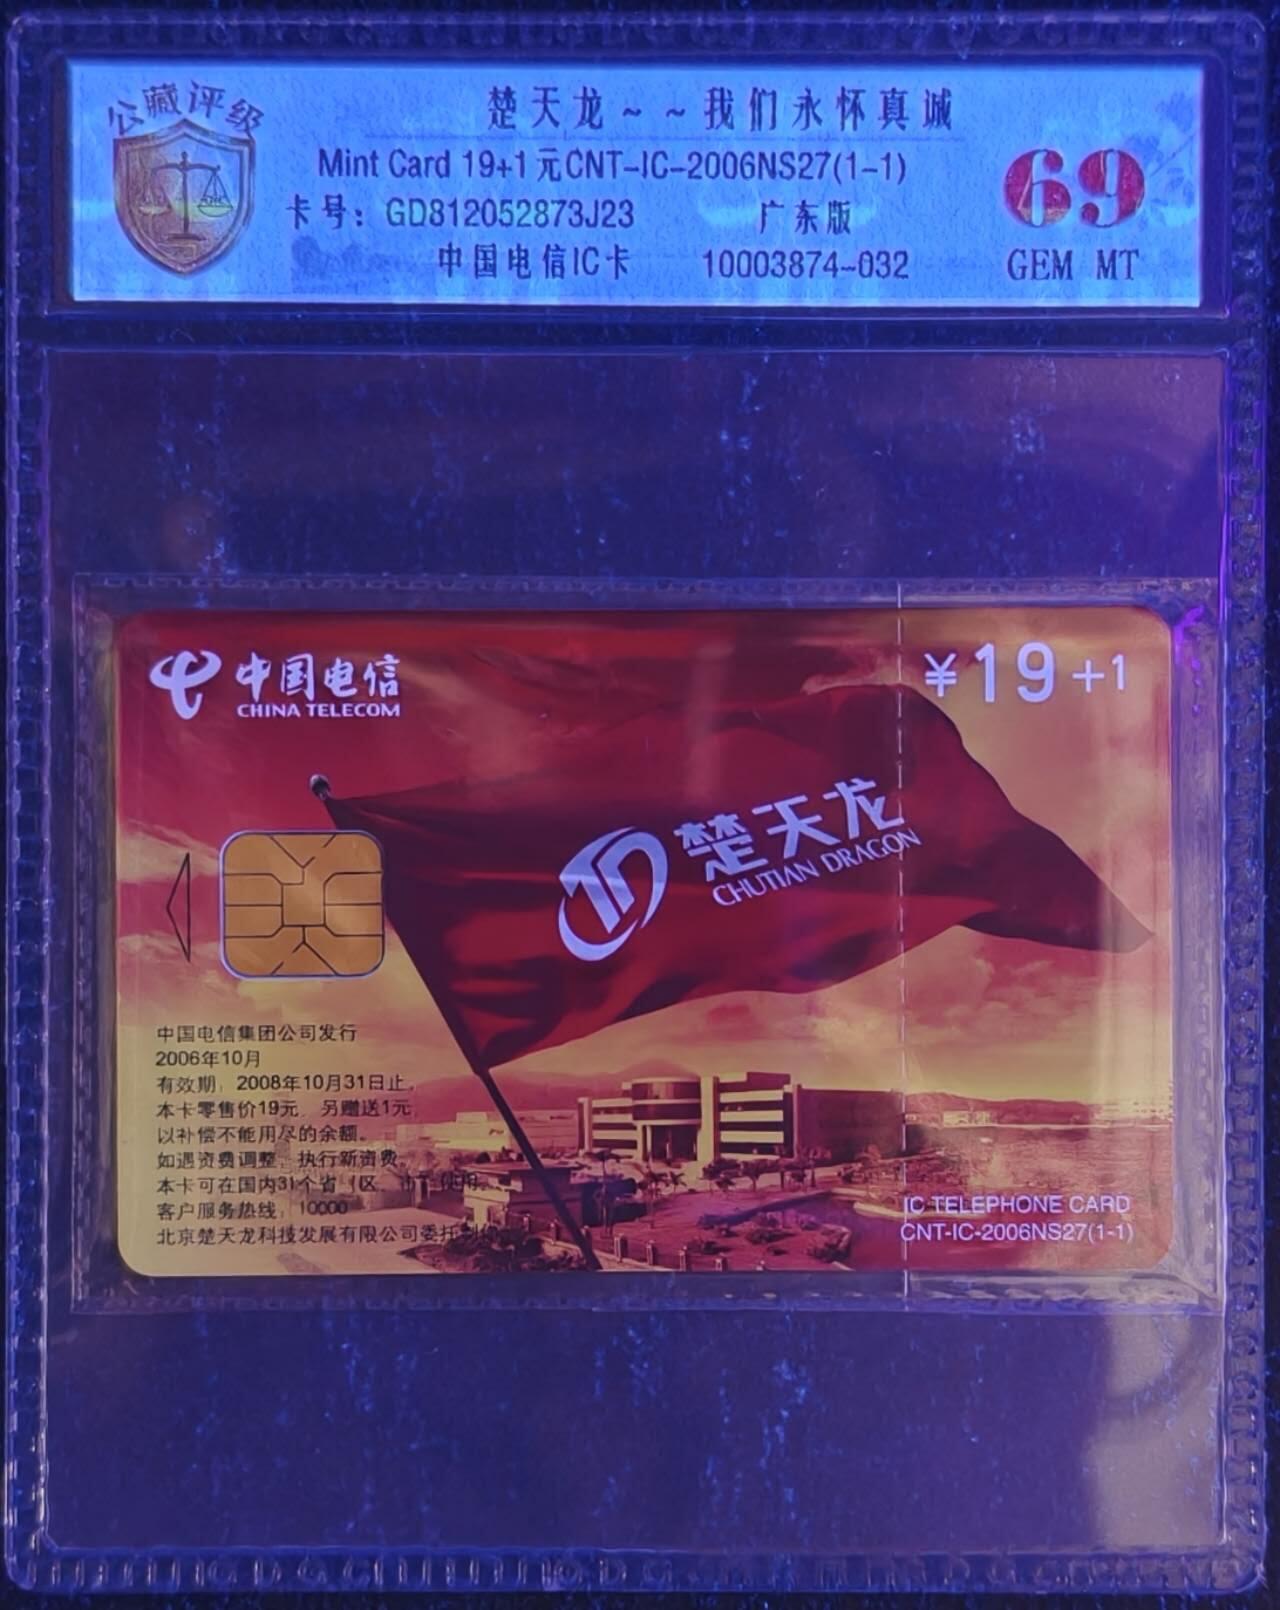 公藏评级
楚天龙~~我们永怀真诚
Mint Card 19+1元CNT-IC-2006NS27(1-1)
卡号：GD812052873J23 广东版
中国电信IC卡 10003874-032
69
GEM MT
中国电信
CHINA TELECOM
¥19+1
楚天龙
CHUTIAN DRAGON
中国电信集团公司发行
2006年10月
有效期：2008年10月31日止。
本卡零售价19元，另赠送1元，
以补偿不能用尽的余额。
如遇资费调整，执行新资费。
本卡可在国内31个省（区、市）使用。
客户服务热线：10000
北京楚天龙科技发展有限公司委托制作
IC TELEPHONE CARD
CNT-IC-2006NS27(1-1)